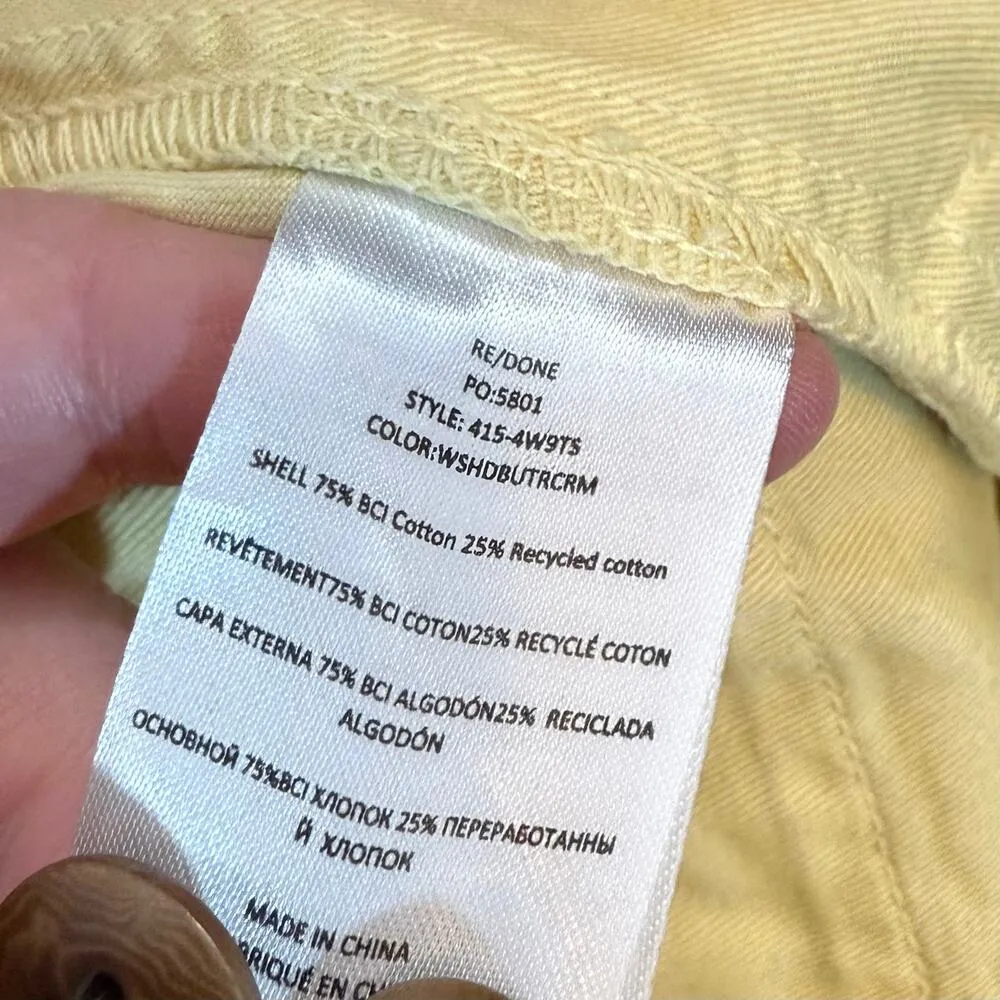 RE/DONE
PO:5801
STYLE: 415-4W9TS
COLOR:WSHDBUTRCRM
SHELL 75% BCI Cotton 25% Recycled cotton
REVÊTEMENT75% BCI COTON25% RECYCLÉ COTON
CAPA EXTERNA 75% BCI ALGODÓN25% RECICLADA
ALGODÓN
ОСНОВНОЙ 75%BCI ХЛОПОК 25% ПЕРЕРАБОТАННЫ
Й ХЛОПОК
MADE IN CHINA
EN